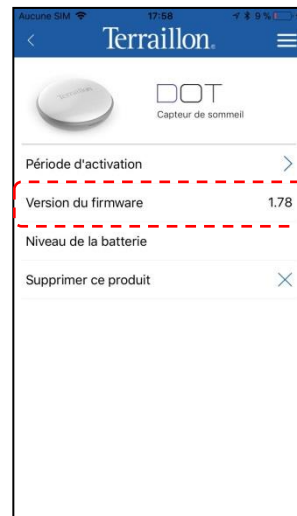 Aucune SIM 17:58 9 %
Terraillon.
Terraillon
DOT
Capteur de sommeil
Période d'activation
Version du firmware 1.78
Niveau de la batterie
Supprimer ce produit